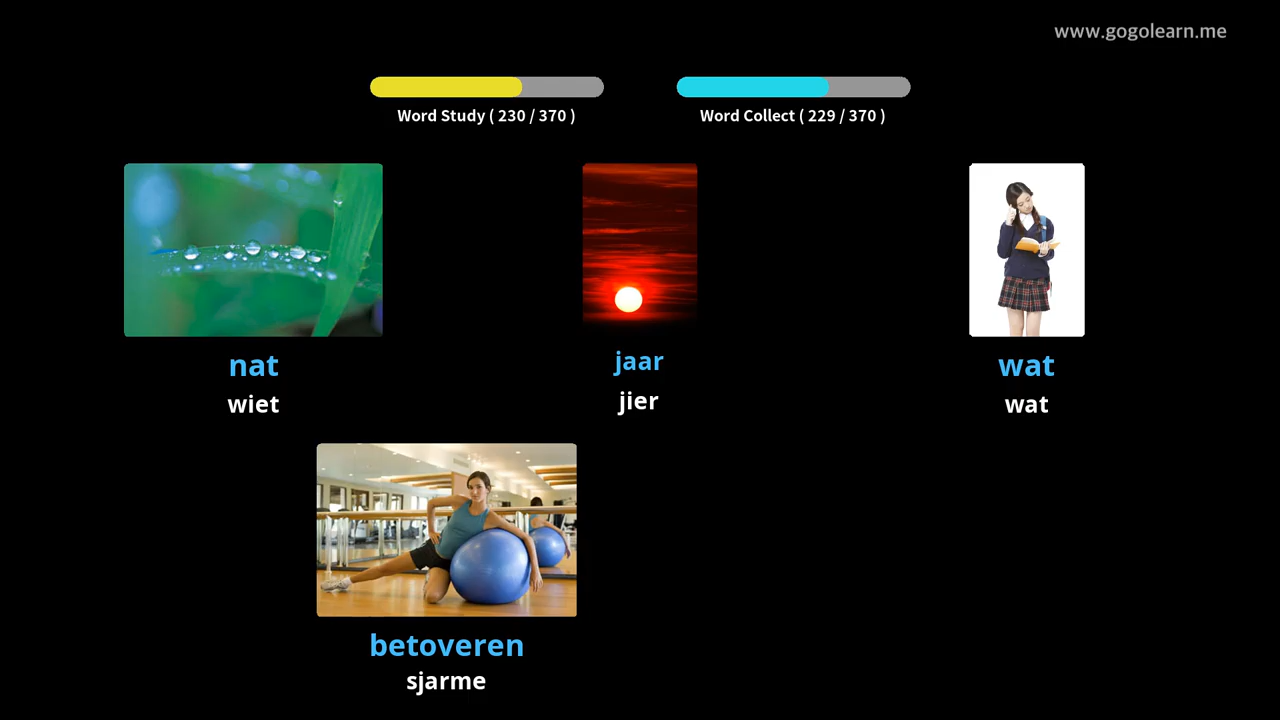 www.gogolearn.me
Word Study ( 230 / 370 )
Word Collect ( 229 / 370 )
nat
wiet
jaar
jier
wat
wat
betoveren
sjarme